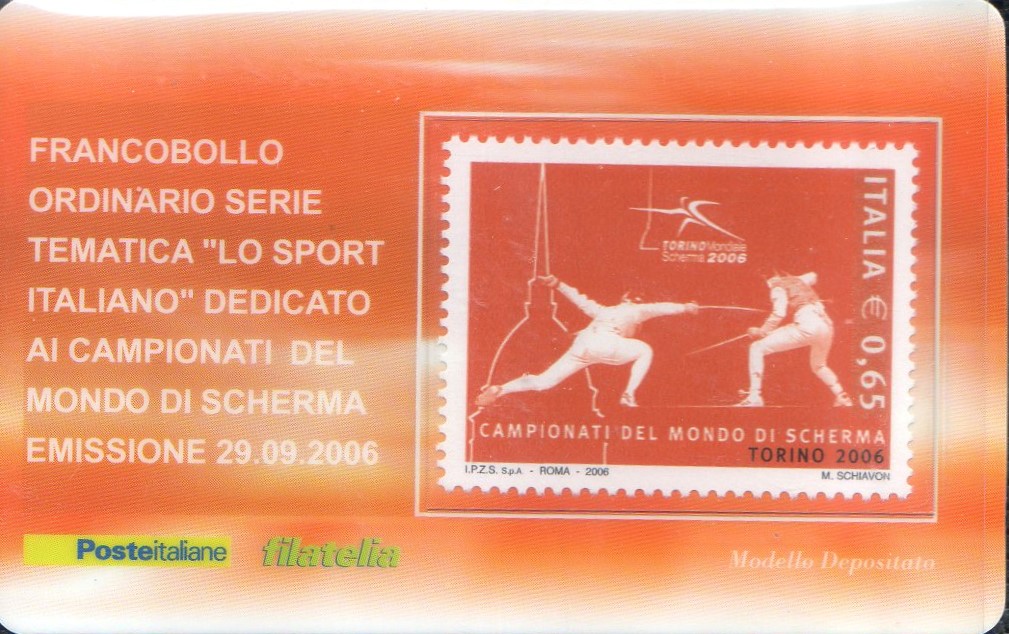 FRANCOBOLLO
ORDINARIO SERIE
TEMATICA "LO SPORT
ITALIANO" DEDICATO
AI CAMPIONATI DEL
MONDO DI SCHERMA
EMISSIONE 29.09.2006
Posteitaliane
filatelia
TORINO Mondiale
Scherma 2006
ITALIA € 0,65
CAMPIONATI DEL MONDO DI SCHERMA
TORINO 2006
I.P.Z.S. S.p.A - ROMA - 2006
M. SCHIAVON
Modello Depositato